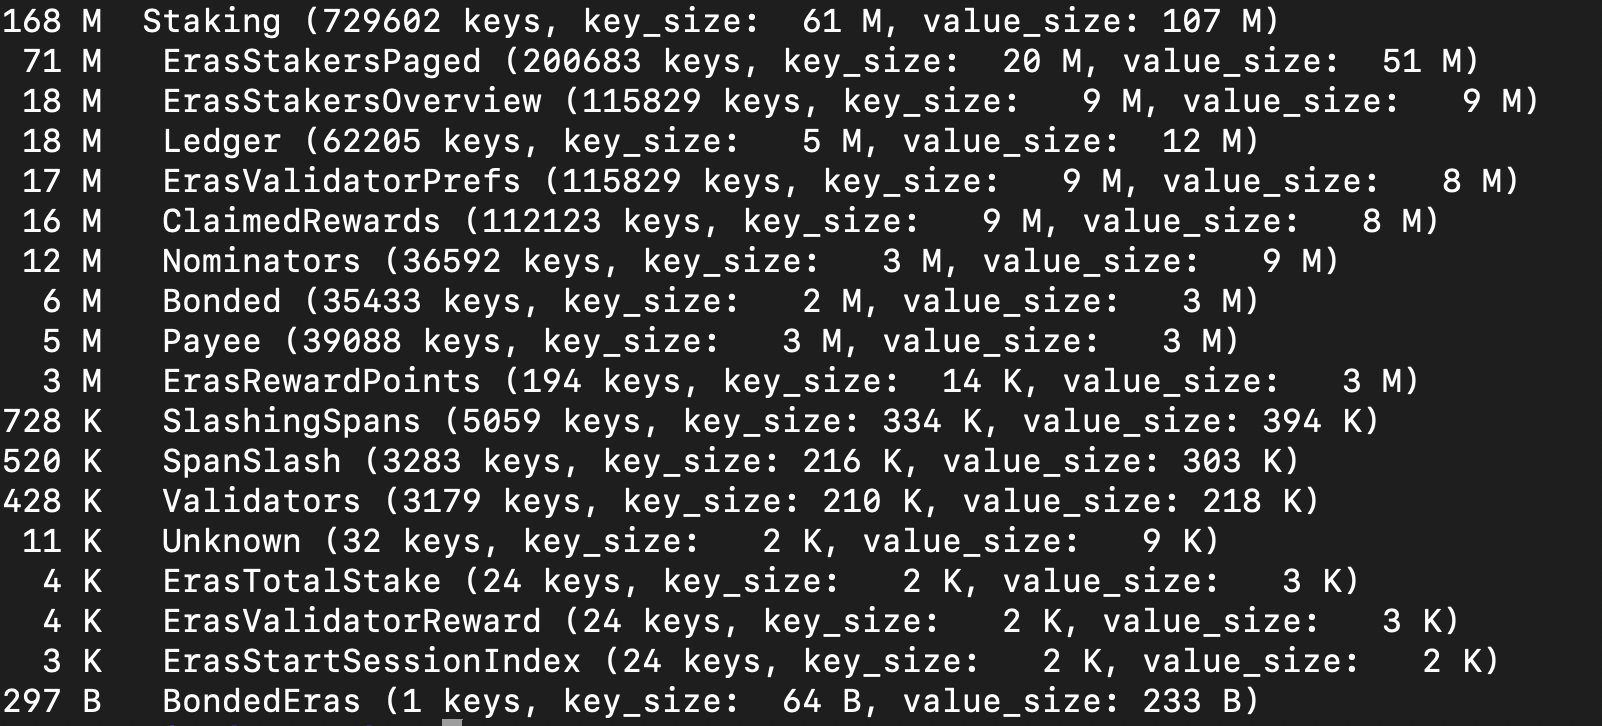 168 M  Staking (729602 keys, key_size:  61 M, value_size: 107 M)
 71 M   ErasStakersPaged (200683 keys, key_size:  20 M, value_size:  51 M)
 18 M   ErasStakersOverview (115829 keys, key_size:   9 M, value_size:   9 M)
 18 M   Ledger (62205 keys, key_size:   5 M, value_size:  12 M)
 17 M   ErasValidatorPrefs (115829 keys, key_size:   9 M, value_size:   8 M)
 16 M   ClaimedRewards (112123 keys, key_size:   9 M, value_size:   8 M)
 12 M   Nominators (36592 keys, key_size:   3 M, value_size:   9 M)
  6 M   Bonded (35433 keys, key_size:   2 M, value_size:   3 M)
  5 M   Payee (39088 keys, key_size:   3 M, value_size:   3 M)
  3 M   ErasRewardPoints (194 keys, key_size:  14 K, value_size:   3 M)
728 K   SlashingSpans (5059 keys, key_size: 334 K, value_size: 394 K)
520 K   SpanSlash (3283 keys, key_size: 216 K, value_size: 303 K)
428 K   Validators (3179 keys, key_size: 210 K, value_size: 218 K)
 11 K   Unknown (32 keys, key_size:   2 K, value_size:   9 K)
  4 K   ErasTotalStake (24 keys, key_size:   2 K, value_size:   3 K)
  4 K   ErasValidatorReward (24 keys, key_size:   2 K, value_size:   3 K)
  3 K   ErasStartSessionIndex (24 keys, key_size:   2 K, value_size:   2 K)
297 B   BondedEras (1 keys, key_size:  64 B, value_size: 233 B)